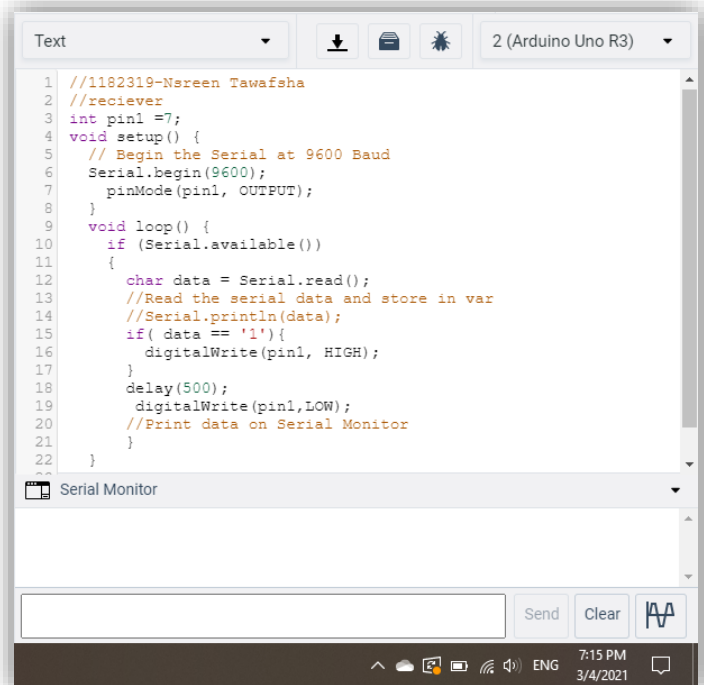 Text
2 (Arduino Uno R3)
1 //1182319-Nsreen Tawafsha
2 //reciever
3 int pin1 =7;
4 void setup() {
5   // Begin the Serial at 9600 Baud
6   Serial.begin(9600);
7     pinMode(pin1, OUTPUT);
8   }
9   void loop() {
10     if (Serial.available())
11     {
12       char data = Serial.read();
13       //Read the serial data and store in var
14       //Serial.println(data);
15       if( data == '1'){
16         digitalWrite(pin1, HIGH);
17       }
18       delay(500);
19        digitalWrite(pin1,LOW);
20       //Print data on Serial Monitor
21       }
22   }
Serial Monitor
Send
Clear
ENG
7:15 PM
3/4/2021